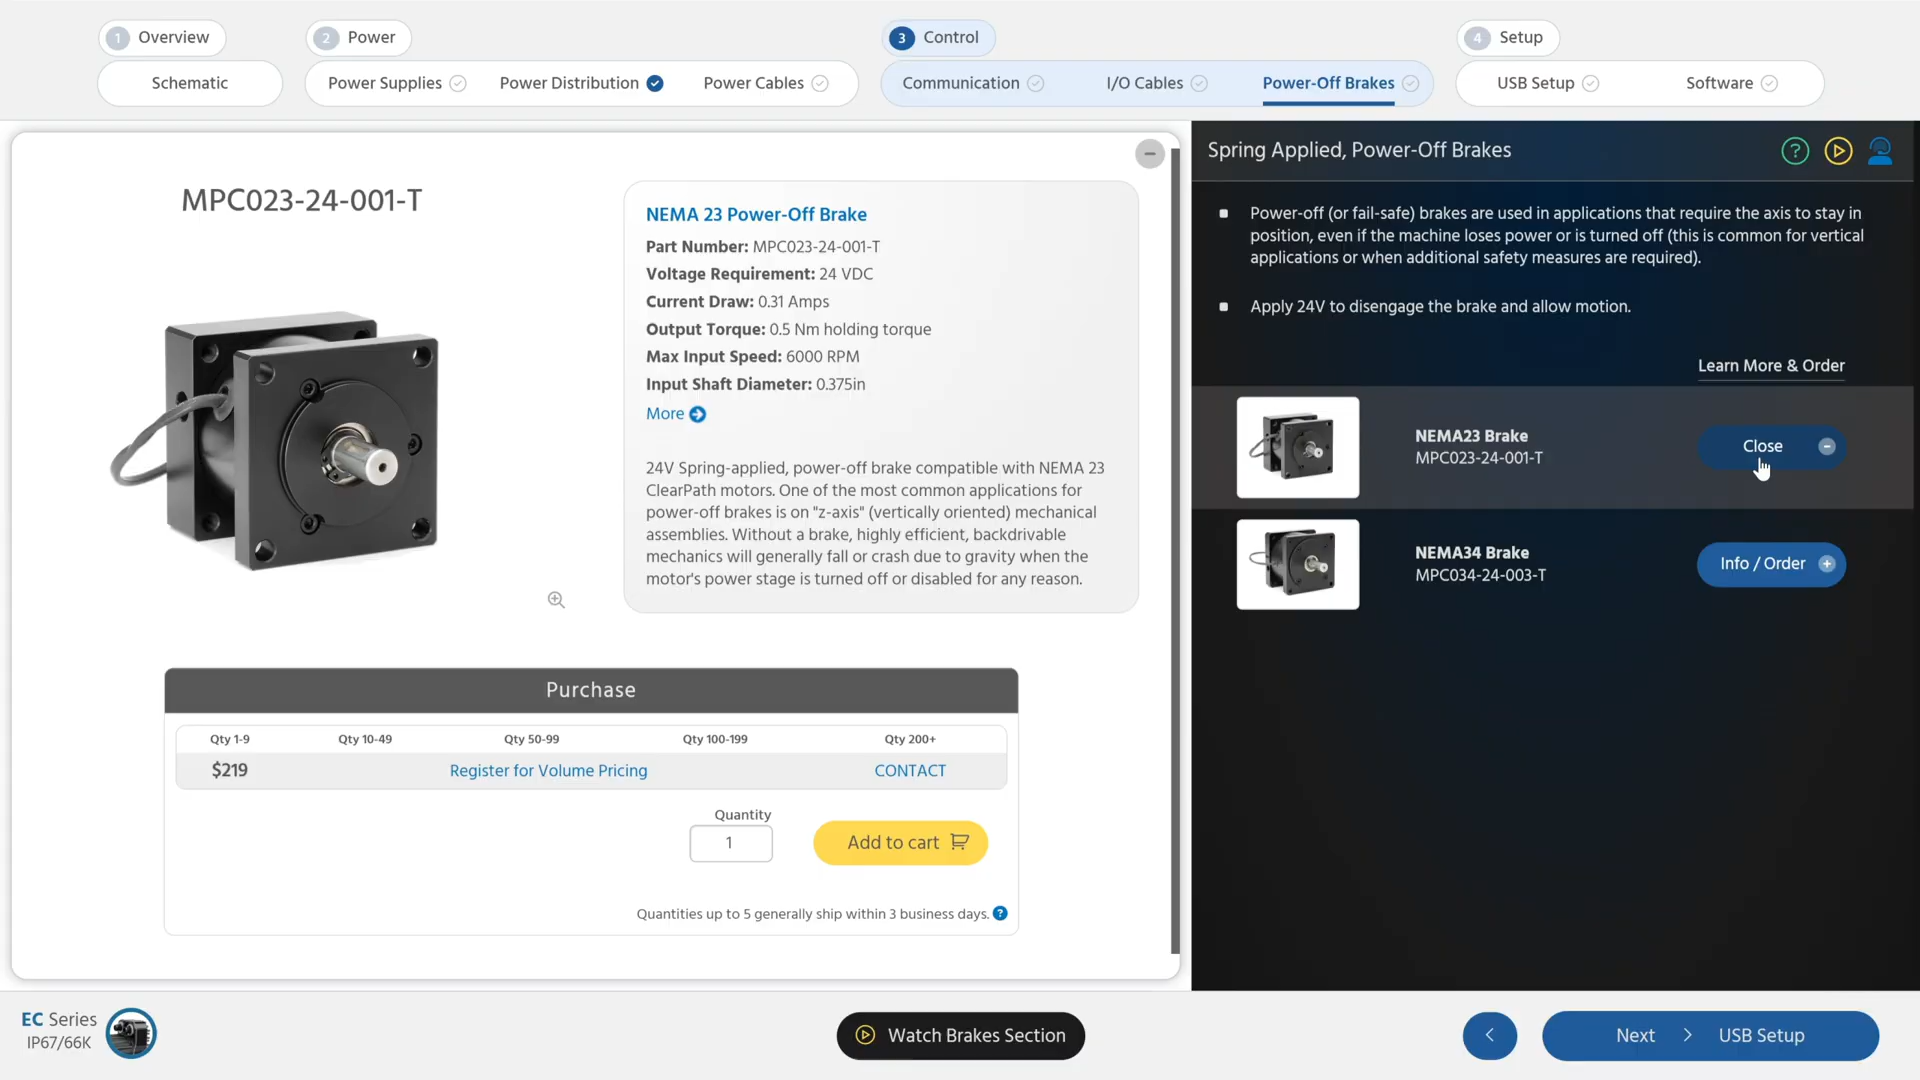 1 Overview
2 Power
3 Control
4 Setup
Schematic
Power Supplies
Power Distribution
Power Cables
Communication
I/O Cables
Power-Off Brakes
USB Setup
Software
MPC023-24-001-T
NEMA 23 Power-Off Brake
Part Number: MPC023-24-001-T
Voltage Requirement: 24 VDC
Current Draw: 0.31 Amps
Output Torque: 0.5 Nm holding torque
Max Input Speed: 6000 RPM
Input Shaft Diameter: 0.375in
More
24V Spring-applied, power-off brake compatible with NEMA 23
ClearPath motors. One of the most common applications for
power-off brakes is on "z-axis" (vertically oriented) mechanical
assemblies. Without a brake, highly efficient, backdrivable
mechanics will generally fall or crash due to gravity when the
motor's power stage is turned off or disabled for any reason.
Purchase
Qty 1-9 Qty 10-49 Qty 50-99 Qty 100-199 Qty 200+
$219 Register for Volume Pricing CONTACT
Quantity
1
Add to cart
Quantities up to 5 generally ship within 3 business days. ?
Spring Applied, Power-Off Brakes
?
Power-off (or fail-safe) brakes are used in applications that require the axis to stay in
position, even if the machine loses power or is turned off (this is common for vertical
applications or when additional safety measures are required).
Apply 24V to disengage the brake and allow motion.
Learn More & Order
NEMA23 Brake
MPC023-24-001-T
Close
NEMA34 Brake
MPC034-24-003-T
Info / Order
EC Series
IP67/66K
Watch Brakes Section
Next > USB Setup